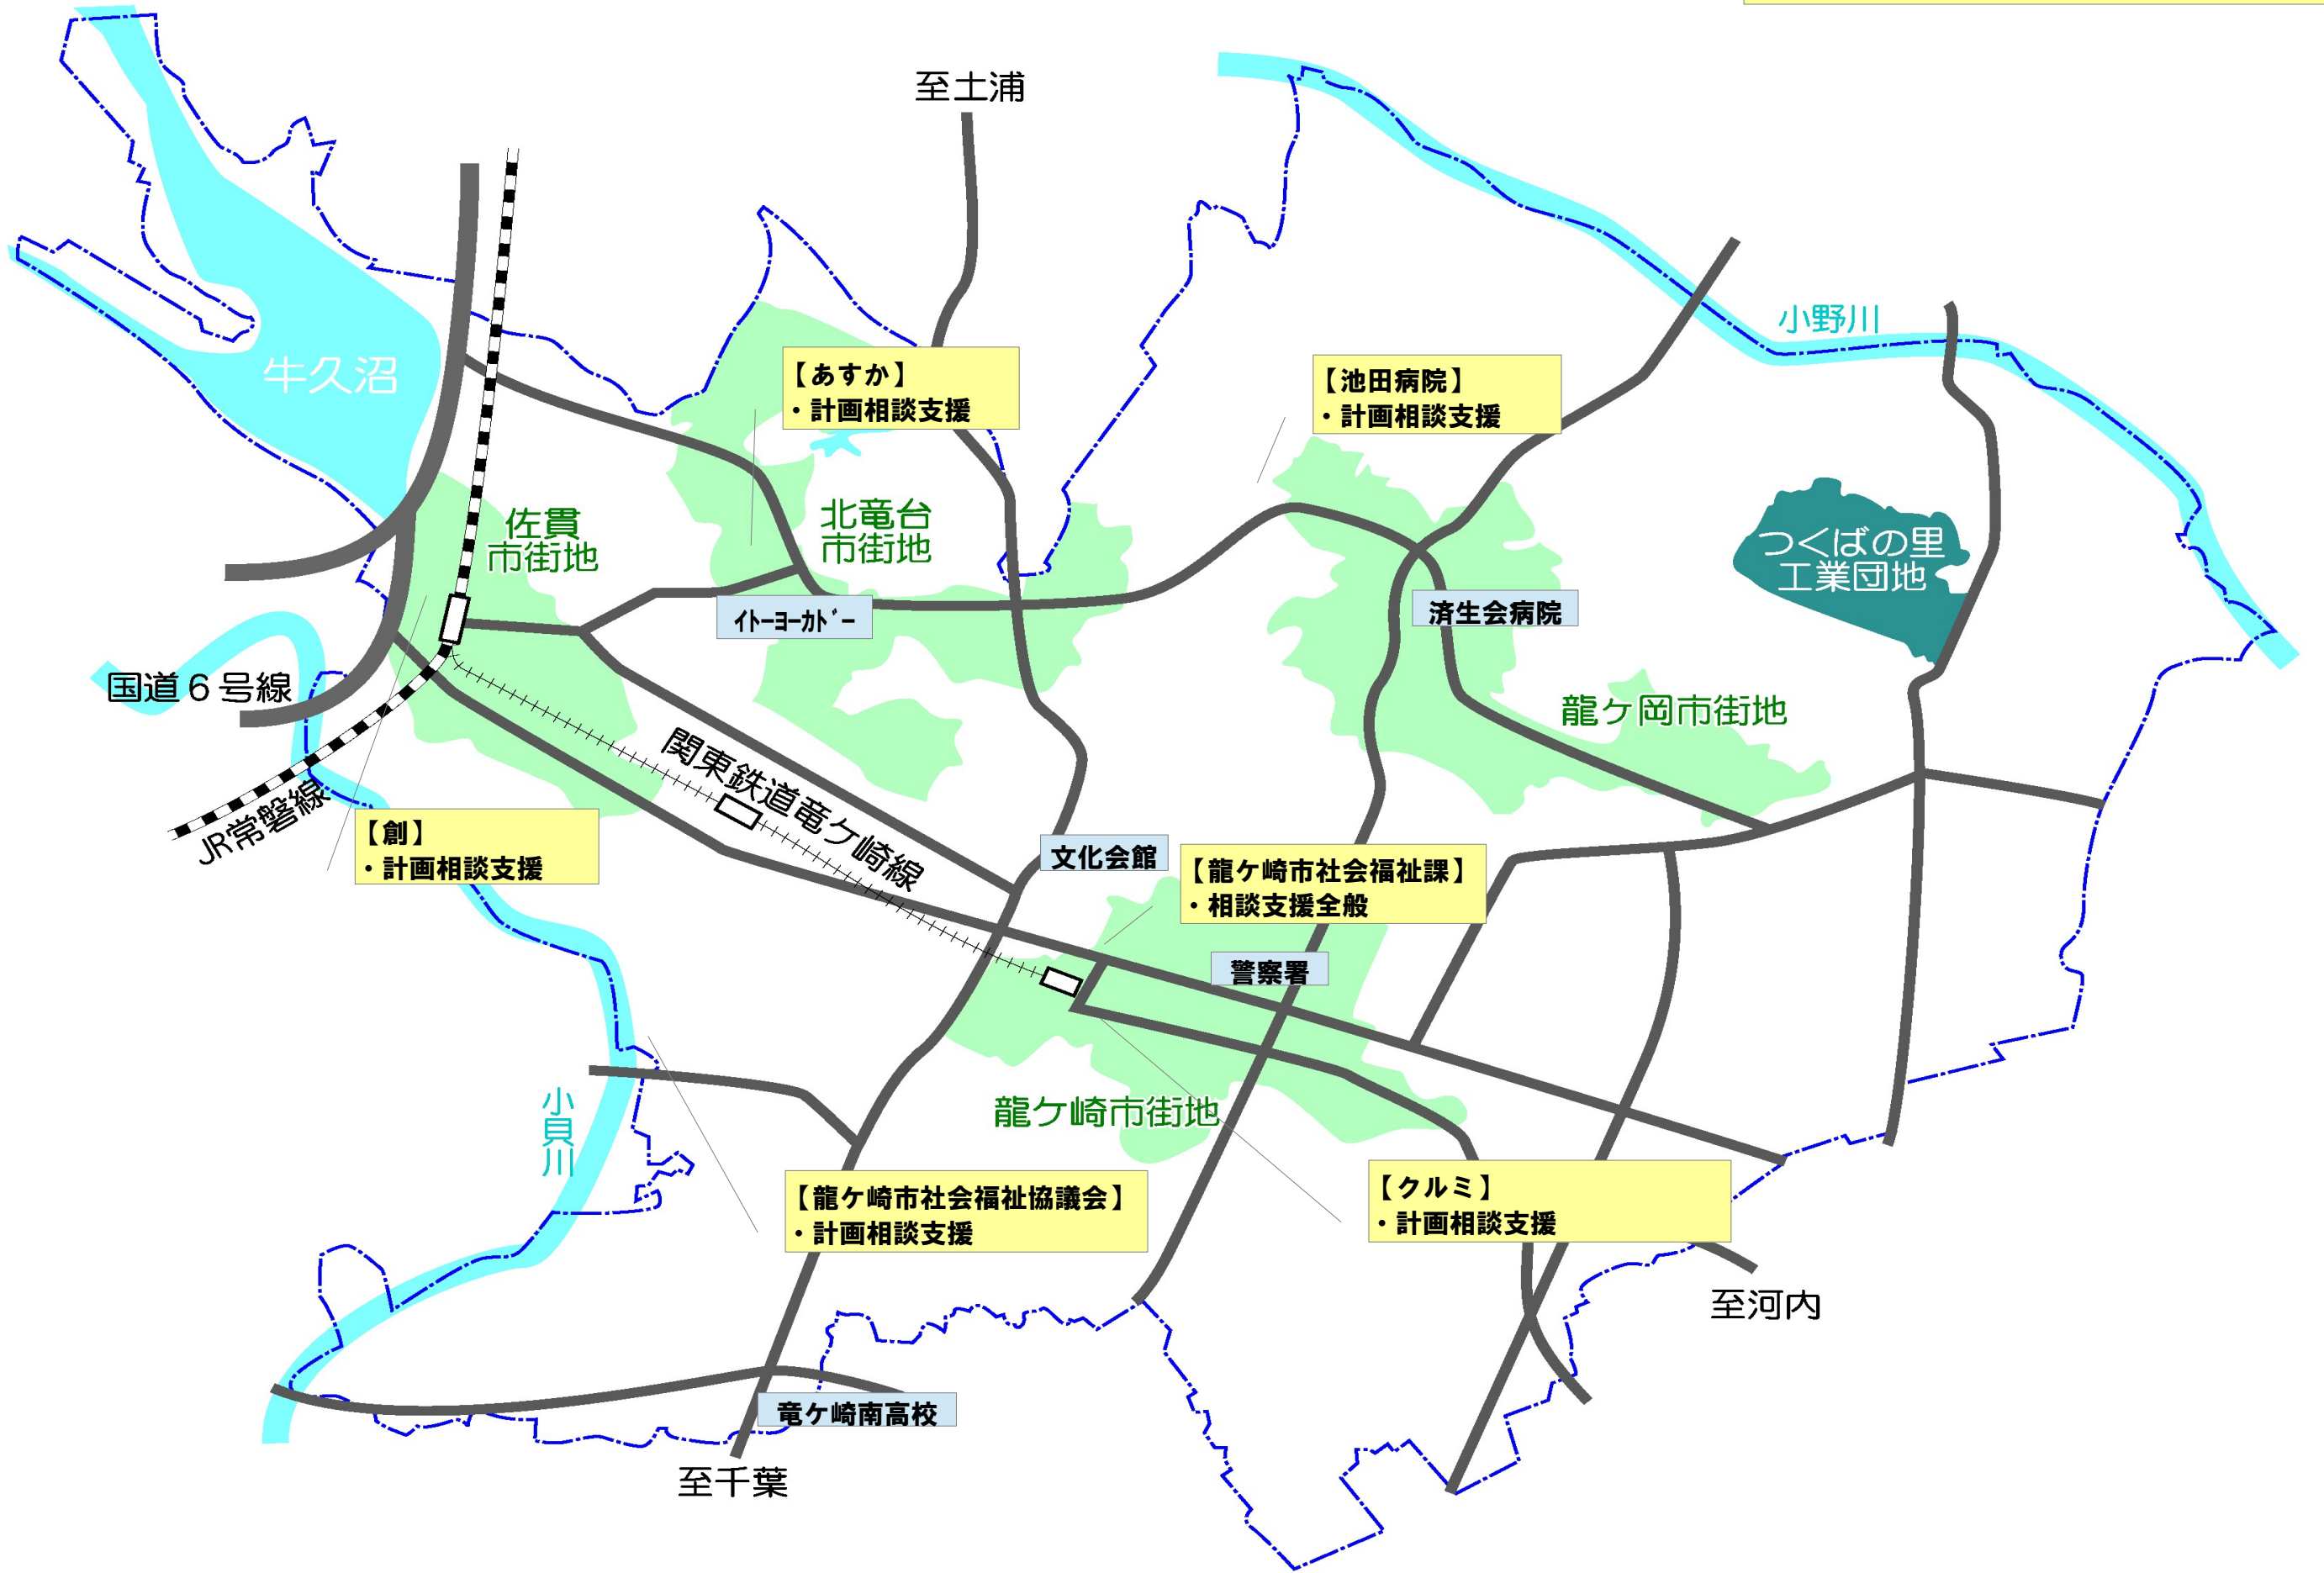 至土浦
小野川
牛久沼
【あすか】
・計画相談支援
【池田病院】
・計画相談支援
佐貫
市街地
北竜台
市街地
つくばの里
工業団地
ｲﾄｰﾖｰｶﾄﾞｰ
済生会病院
国道６号線
龍ヶ岡市街地
関東鉄道竜ケ崎線
JR常磐線
【創】
・計画相談支援
文化会館
【龍ケ崎市社会福祉課】
・相談支援全般
警察署
小貝川
龍ケ崎市街地
【龍ケ崎市社会福祉協議会】
・計画相談支援
【クルミ】
・計画相談支援
至河内
竜ケ崎南高校
至千葉